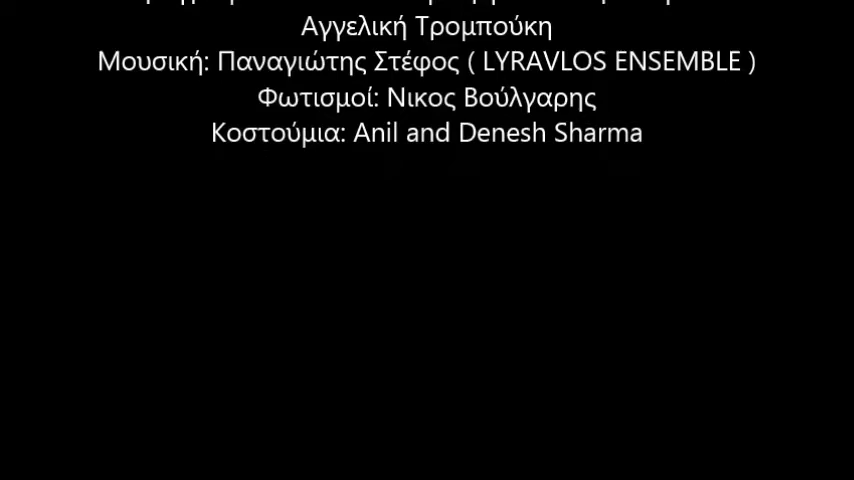 Αγγελική Τρομπούκη
Μουσική: Παναγιώτης Στέφος ( LYRAVLOS ENSEMBLE )
Φωτισμοί: Νικος Βούλγαρης
Κοστούμια: Anil and Denesh Sharma